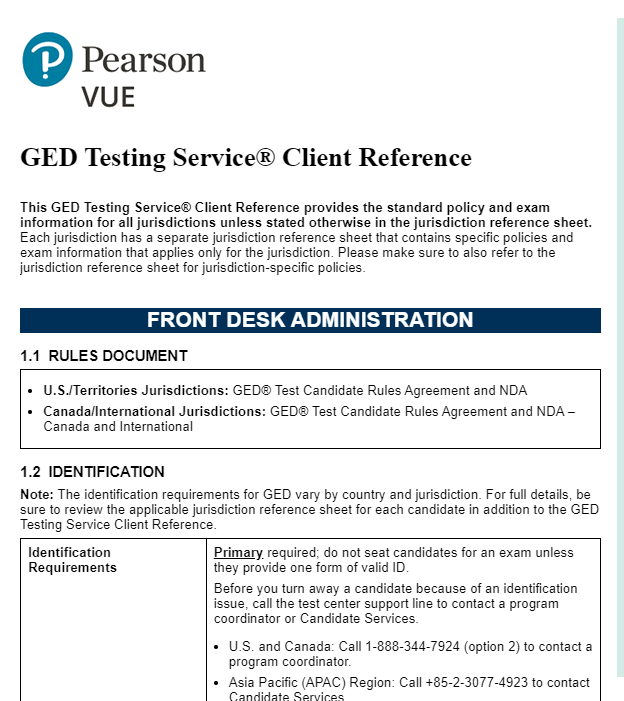 Pearson
VUE
GED Testing Service® Client Reference
This GED Testing Service® Client Reference provides the standard policy and exam
information for all jurisdictions unless stated otherwise in the jurisdiction reference sheet.
Each jurisdiction has a separate jurisdiction reference sheet that contains specific policies and
exam information that applies only for the jurisdiction. Please make sure to also refer to the
jurisdiction reference sheet for jurisdiction-specific policies.
FRONT DESK ADMINISTRATION
1.1 RULES DOCUMENT
• U.S./Territories Jurisdictions: GED® Test Candidate Rules Agreement and NDA
• Canada/International Jurisdictions: GED® Test Candidate Rules Agreement and NDA –
Canada and International
1.2 IDENTIFICATION
Note: The identification requirements for GED vary by country and jurisdiction. For full details, be
sure to review the applicable jurisdiction reference sheet for each candidate in addition to the GED
Testing Service Client Reference.
Identification
Requirements
Primary required; do not seat candidates for an exam unless
they provide one form of valid ID.
Before you turn away a candidate because of an identification
issue, call the test center support line to contact a program
coordinator or Candidate Services.
• U.S. and Canada: Call 1-888-344-7924 (option 2) to contact a
program coordinator.
• Asia Pacific (APAC) Region: Call +85-2-3077-4923 to contact
Candidate Services